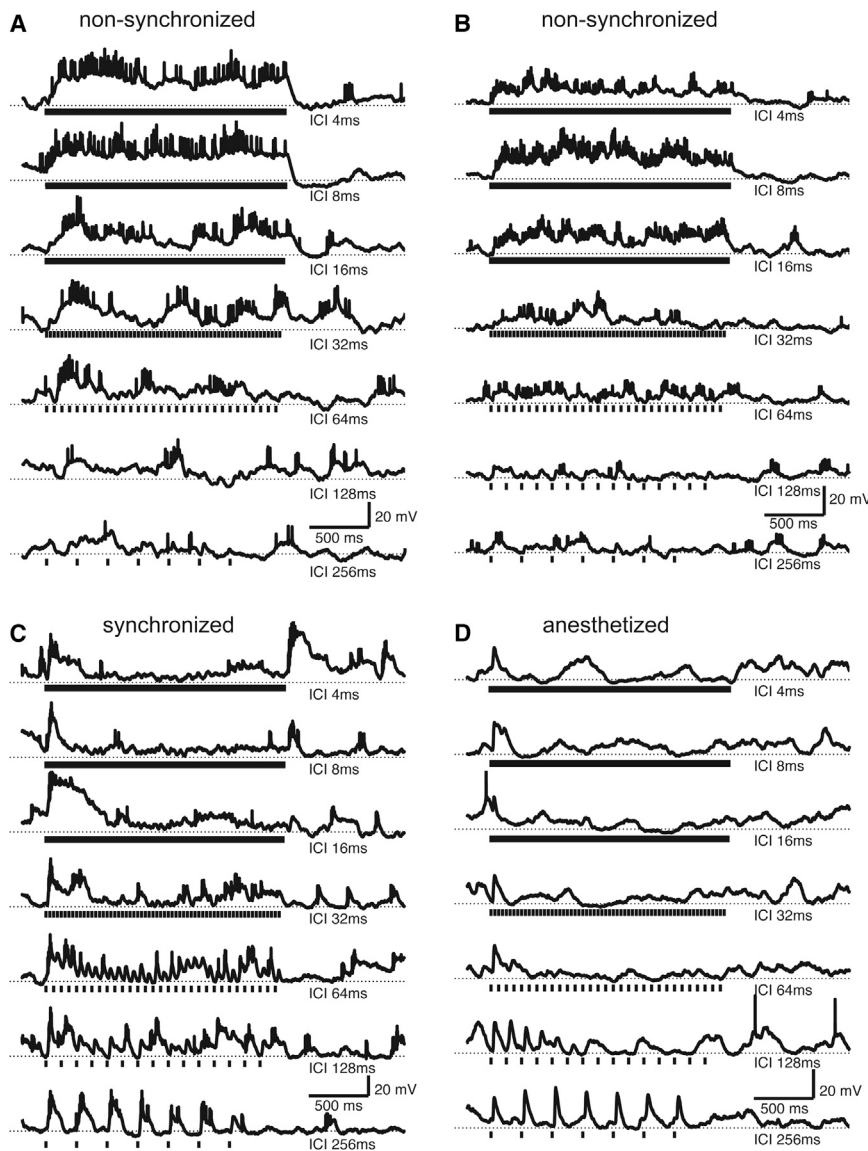 A non-synchronized
ICI 4ms
ICI 8ms
ICI 16ms
ICI 32ms
ICI 64ms
ICI 128ms
20 mV
500 ms
ICI 256ms
B non-synchronized
ICI 4ms
ICI 8ms
ICI 16ms
ICI 32ms
ICI 64ms
ICI 128ms
20 mV
500 ms
ICI 256ms
C synchronized
ICI 4ms
ICI 8ms
ICI 16ms
ICI 32ms
ICI 64ms
ICI 128ms
20 mV
500 ms
ICI 256ms
D anesthetized
ICI 4ms
ICI 8ms
ICI 16ms
ICI 32ms
ICI 64ms
ICI 128ms
20 mV
500 ms
ICI 256ms